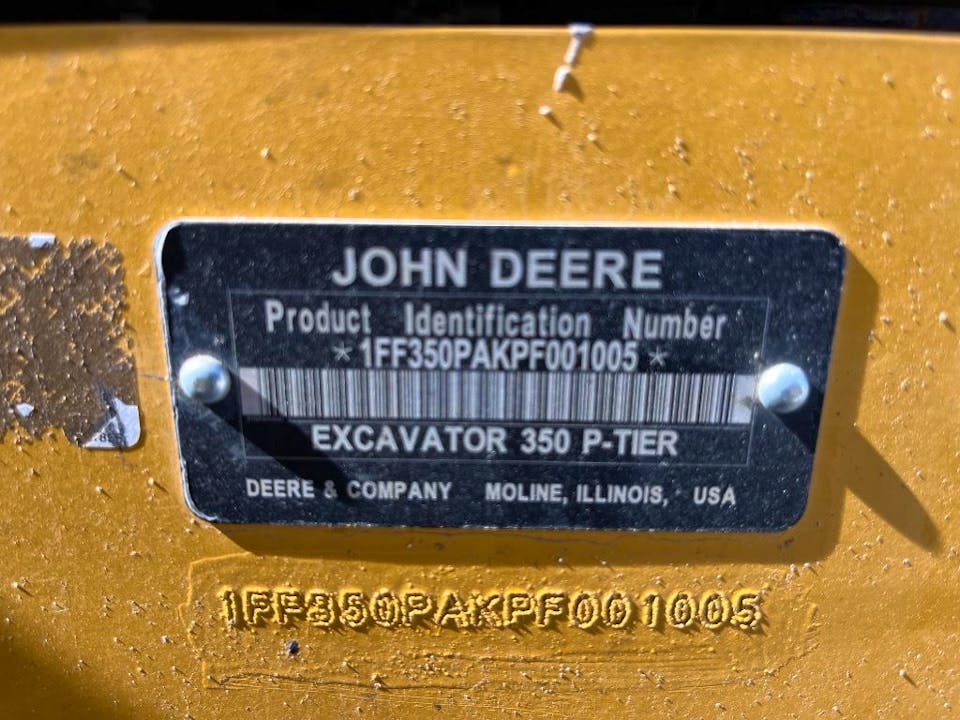 JOHN DEERE
Product Identification Number
*1FF350PAKPF001005*
EXCAVATOR 350 P-TIER
DEERE & COMPANY MOLINE, ILLINOIS, USA
1FF350PAKPF001005